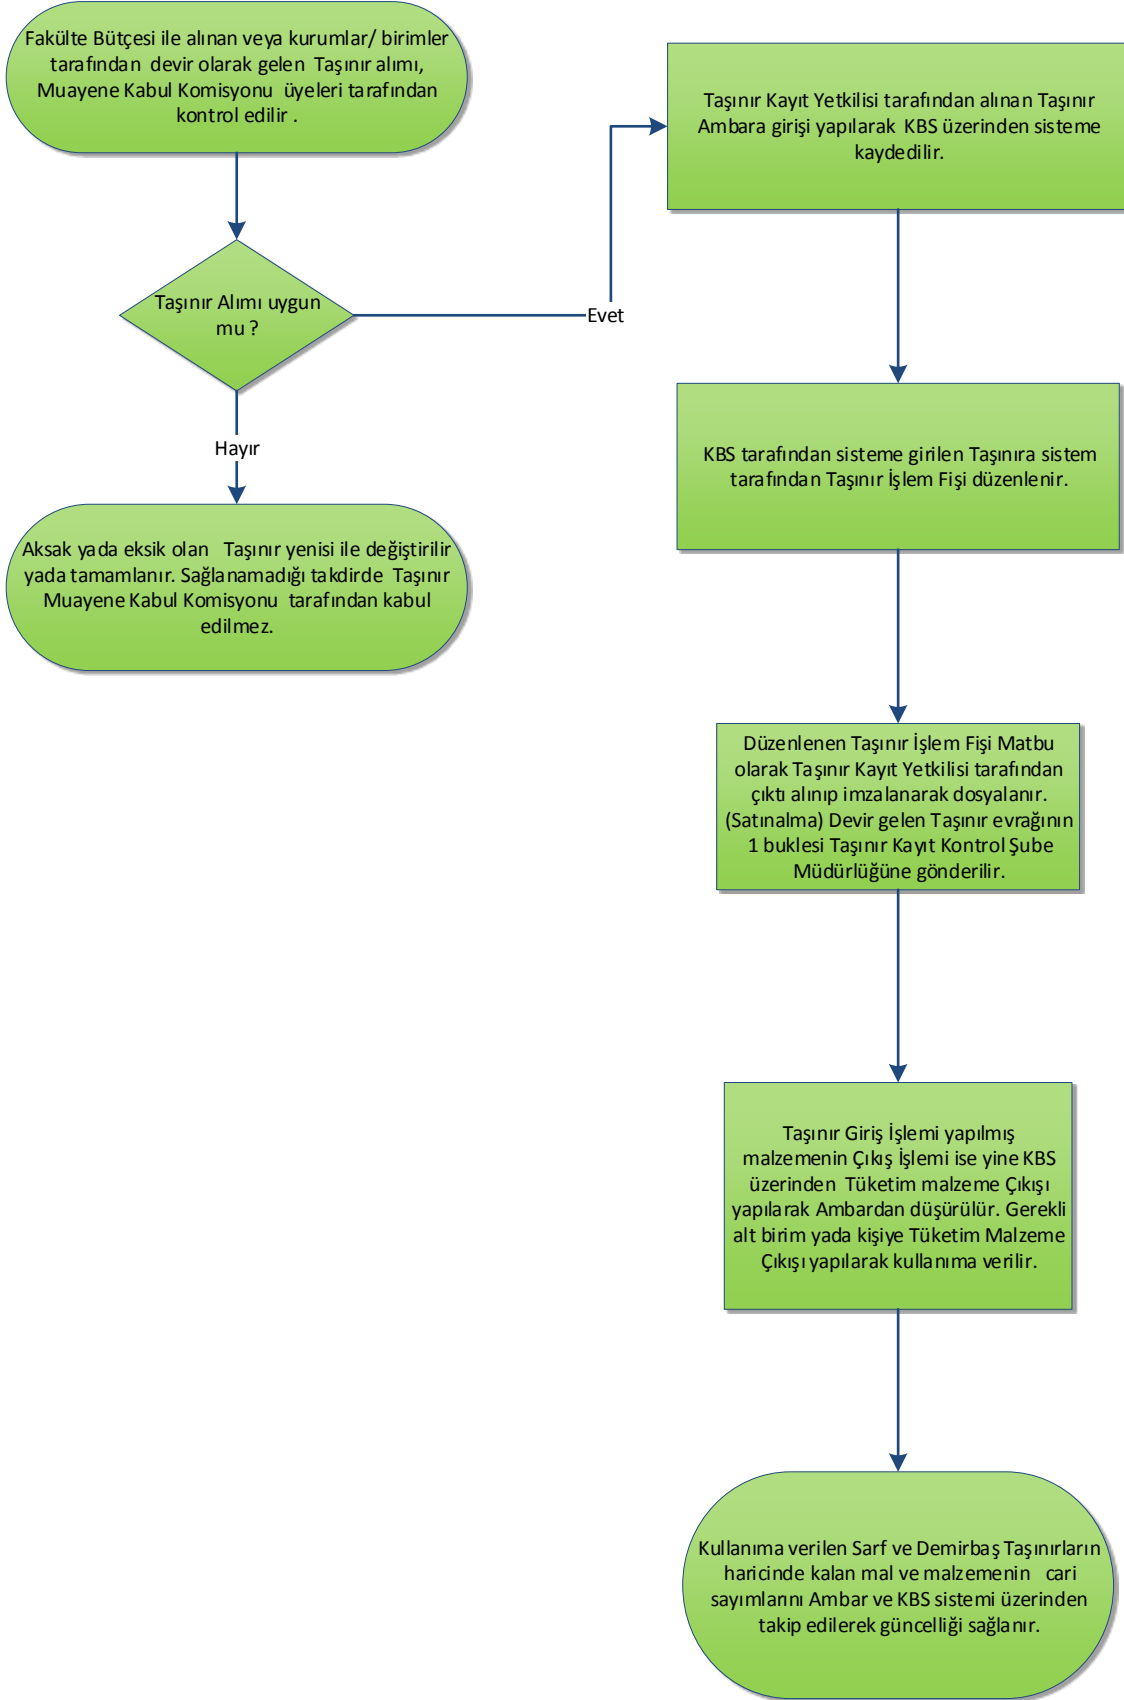 Fakülte Bütçesi ile alınan veya kurumlar/ birimler
tarafından devir olarak gelen Taşınır alımı,
Muayene Kabul Komisyonu üyeleri tarafından
kontrol edilir .
Taşınır Alımı uygun
mu ?
Evet
Hayır
Aksak yada eksik olan Taşınır yenisi ile değiştirilir
yada tamamlanır. Sağlanamadığı takdirde Taşınır
Muayene Kabul Komisyonu tarafından kabul
edilmez.
Taşınır Kayıt Yetkilisi tarafından alınan Taşınır
Ambara girişi yapılarak KBS üzerinden sisteme
kaydedilir.
KBS tarafından sisteme girilen Taşınıra sistem
tarafından Taşınır İşlem Fişi düzenlenir.
Düzenlenen Taşınır İşlem Fişi Matbu
olarak Taşınır Kayıt Yetkilisi tarafından
çıktı alınıp imzalanarak dosyalanır.
(Satınalma) Devir gelen Taşınır evrağının
1 buklesi Taşınır Kayıt Kontrol Şube
Müdürlüğüne gönderilir.
Taşınır Giriş İşlemi yapılmış
malzemenin Çıkış İşlemi ise yine KBS
üzerinden Tüketim malzeme Çıkışı
yapılarak Ambardan düşürülür. Gerekli
alt birim yada kişiye Tüketim Malzeme
Çıkışı yapılarak kullanıma verilir.
Kullanıma verilen Sarf ve Demirbaş Taşınırların
haricinde kalan mal ve malzemenin cari
sayımlarını Ambar ve KBS sistemi üzerinden
takip edilerek güncelliği sağlanır.